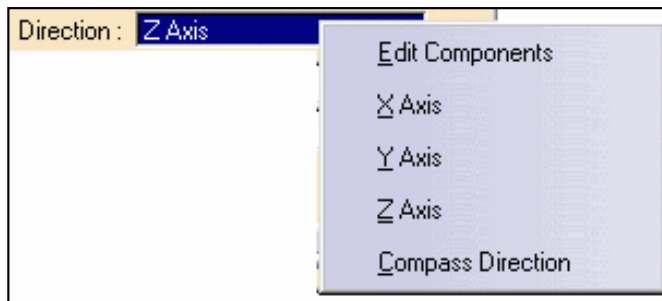 Direction : Z Axis
Edit Components
X Axis
Y Axis
Z Axis
Compass Direction